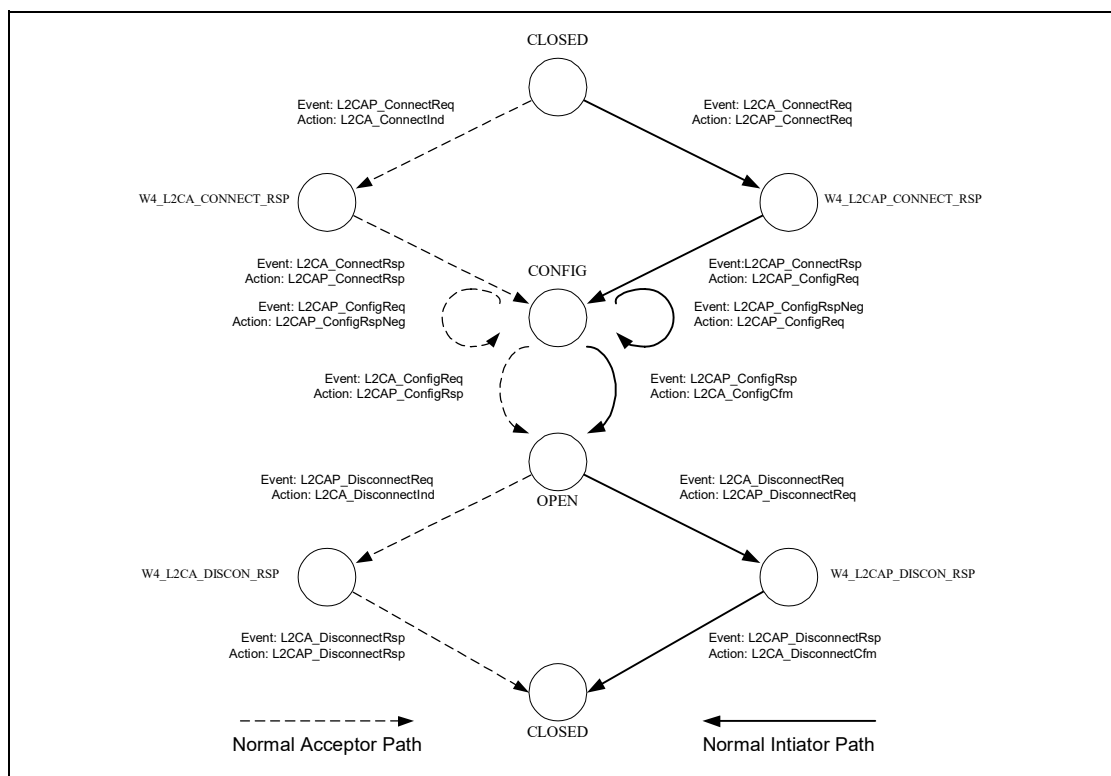 CLOSED
Event: L2CAP_ConnectReq
Action: L2CA_ConnectInd
Event: L2CA_ConnectReq
Action: L2CAP_ConnectReq
W4_L2CA_CONNECT_RSP
W4_L2CAP_CONNECT_RSP
Event: L2CA_ConnectRsp
Action: L2CAP_ConnectRsp
CONFIG
Event:L2CAP_ConnectRsp
Action: L2CAP_ConfigReq
Event: L2CAP_ConfigReq
Action: L2CAP_ConfigRspNeg
Event: L2CAP_ConfigRspNeg
Action: L2CAP_ConfigReq
Event: L2CA_ConfigReq
Action: L2CAP_ConfigRsp
Event: L2CAP_ConfigRsp
Action: L2CA_ConfigCfm
Event: L2CAP_DisconnectReq
Action: L2CA_DisconnectInd
OPEN
Event: L2CA_DisconnectReq
Action: L2CAP_DisconnectReq
W4_L2CA_DISCON_RSP
W4_L2CAP_DISCON_RSP
Event: L2CA_DisconnectRsp
Action: L2CAP_DisconnectRsp
Event: L2CAP_DisconnectRsp
Action: L2CA_DisconnectCfm
CLOSED
Normal Acceptor Path
Normal Intiator Path